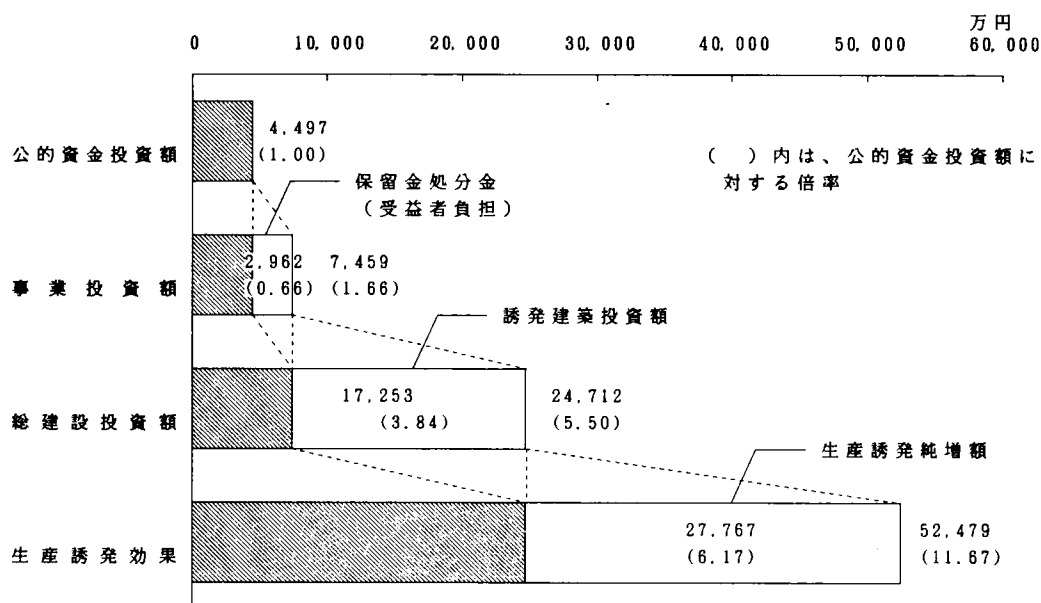 万円
0 10,000 20,000 30,000 40,000 50,000 60,000
公的資金投資額
4,497
(1.00)
( )内は、公的資金投資額に
対する倍率
保留金処分金
(受益者負担)
事業投資額
2,962 7,459
(0.66) (1.66)
誘発建築投資額
総建設投資額
17,253 24,712
(3.84) (5.50)
生産誘発純増額
生産誘発効果
27,767 52,479
(6.17) (11.67)